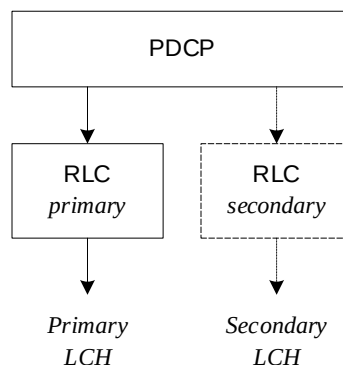 PDCP
RLC
primary
RLC
secondary
Primary
LCH
Secondary
LCH